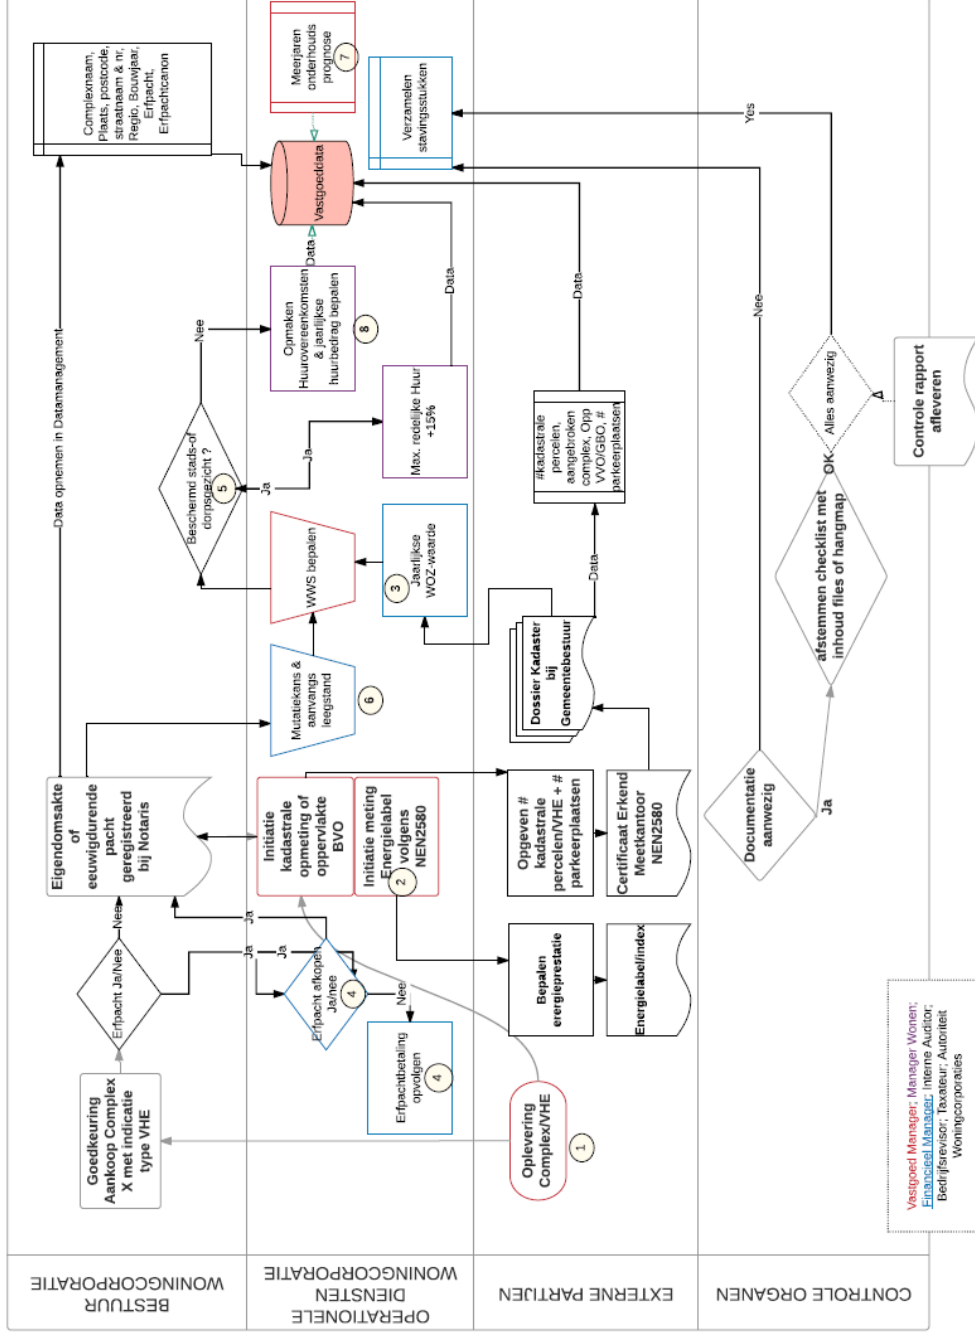 BESTUUR
WONINGCORPORATIE
Goedkeuring
Aankoop Complex
X met indicatie
type VHE
Erfpacht Ja/Nee
Nee
Ja
Eigendomsakte
of
eeuwigdurende
pacht
geregistreerd
bij Notaris
Data opnemen in Datamanagement
Complexnaam,
Plaats, postcode,
straatnaam & nr,
Regio, Bouwjaar,
Erfpacht,
Erfpachtcanon
Beschermd stads-of
dorpsgezicht ?
5
Nee
Ja
Ja
OPERATIONELE
DIENSTEN
WONINGCORPORATIE
Erfpacht afkopen
Ja/nee
4
Ja
Ja
Nee
Erfpachtbetaling
opvolgen
4
Initiatie
kadastrale
opmeting of
oppervlakte
BVO
Initiatie meting
Energielabel
volgens
NEN2580
2
Mutatiekans &
aanvangs
leegstand
6
WWS bepalen
3
Jaarlijkse
WOZ-waarde
Opmaken
Huurovereenkomsten
& jaarlijkse
huurbedrag bepalen
8
Data
Max. redelijke Huur
+15%
Data
Vastgoeddata
Meerjaren
onderhouds
prognose
7
Verzamelen
stavingsstukken
EXTERNE PARTIJEN
Oplevering
Complex/VHE
1
Bepalen
erergieprestatie
Energielabel/index
Opgeven #
kadastrale
percelen/VHE + #
parkeerplaatsen
Certificaat Erkend
Meetkantoor
NEN2580
Dossier Kadaster
bij
Gemeentebestuur
Data
#kadastrale
percelen,
aangebroken
complex, Opp
VVO/GBO, #
parkeerplaatsen
Data
CONTROLE ORGANEN
Documentatie
aanwezig
Ja
Nee
afstemmen checklist met
inhoud files of hangmap
OK
Alles aanwezig
Yes
Controle rapport
afleveren
Vastgoed Manager; Manager Wonen;
Financieel Manager; Interne Auditor;
Bedrijfsrevisor; Taxateur; Autoriteit
Woningcorporaties